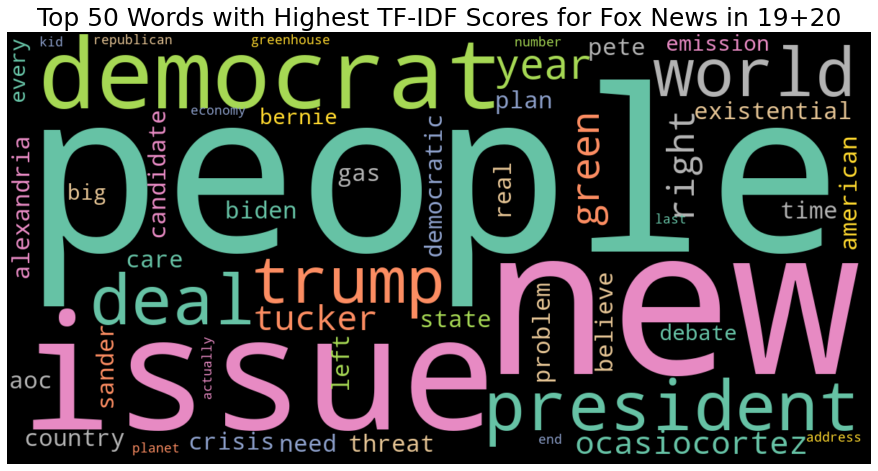 Top 50 Words with Highest TF-IDF Scores for Fox News in 19+20
kid
republican
greenhouse
number
pete
emission
every
democrat
year
world
plan
existential
economy
bernie
people
alexandria
big
candidate
biden
gas
democratic
real
green
right
last
time
american
care
deal
trump
tucker
state
new
problem
believe
debate
issue
aoc
sander
actually
left
president
country
planet
crisis
need
threat
end
ocasiocortez
address